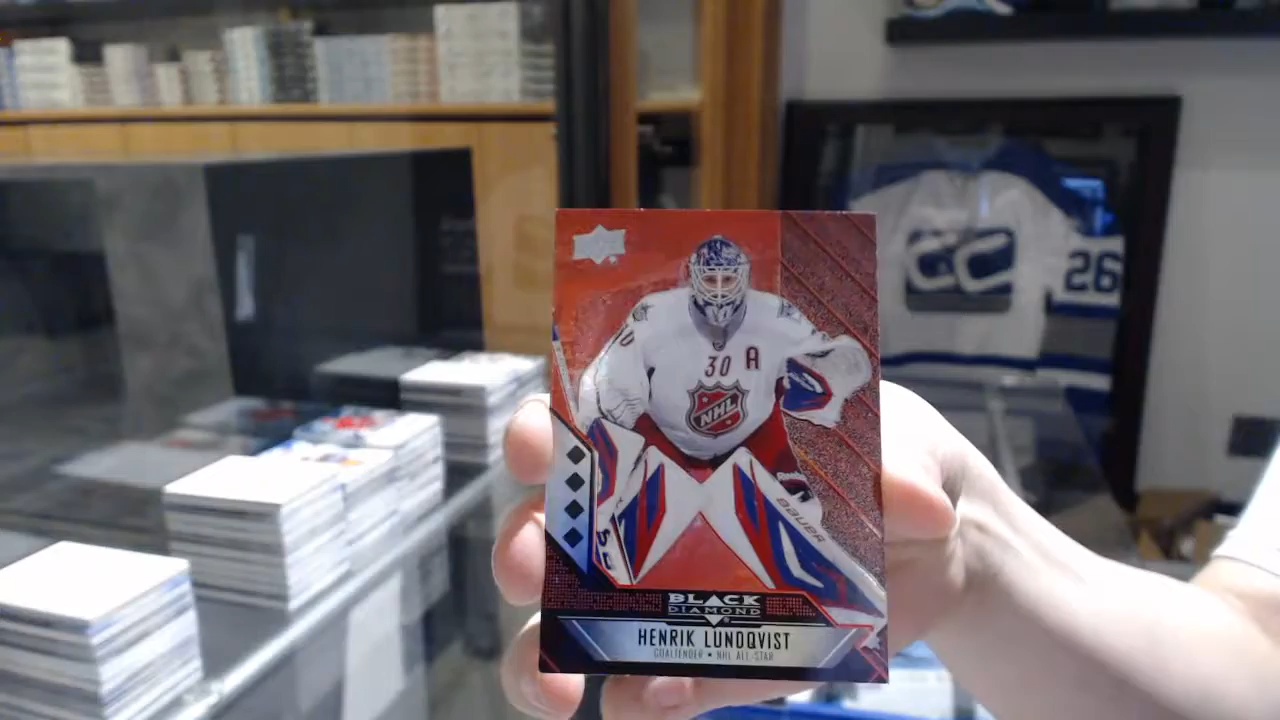 26
30 A
NHL
BAUER
BLACK
DIAMOND
HENRIK LUNDQVIST
GOALTENDER • NHL ALL-STAR